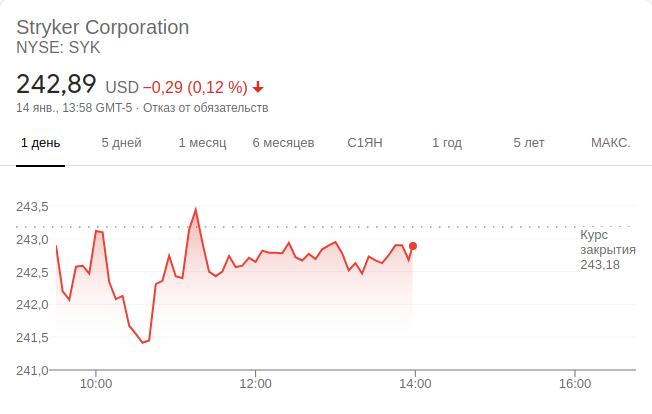 Stryker Corporation
NYSE: SYK
242,89 USD −0,29 (0,12 %)
14 янв., 13:58 GMT-5 · Отказ от обязательств
1 день 5 дней 1 месяц 6 месяцев С1ЯН 1 год 5 лет МАКС.
243,5
243,0
242,5
242,0
241,5
241,0
Курс
закрытия
243,18
10:00 12:00 14:00 16:00